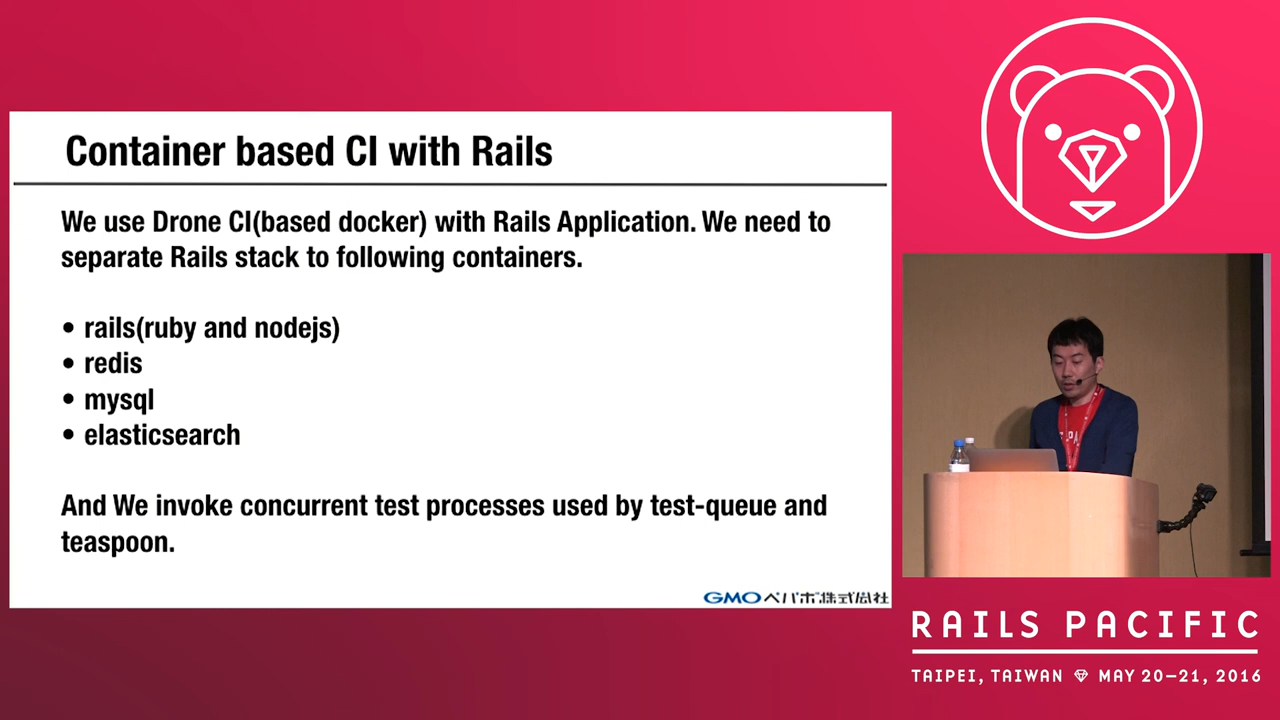 Container based CI with Rails
We use Drone CI(based docker) with Rails Application. We need to
separate Rails stack to following containers.
• rails(ruby and nodejs)
• redis
• mysql
• elasticsearch
And We invoke concurrent test processes used by test-queue and
teaspoon.
GMOペパボ株式会社
RAILS PACIFIC
TAIPEI, TAIWAN MAY 20–21, 2016